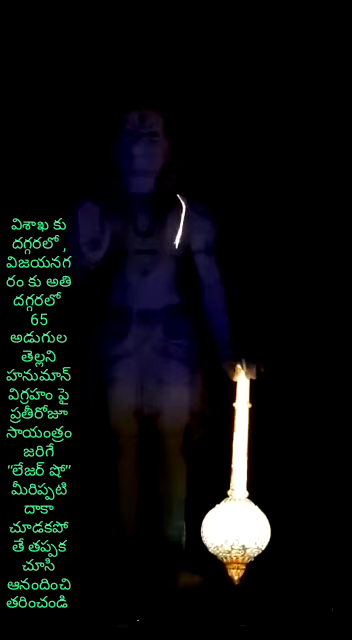 విశాఖ కు
దగ్గరలో ,
విజయనగ
రం కు అతి
దగ్గరలో
65
అడుగుల
తెల్లని
హనుమాన్
విగ్రహం పై
ప్రతీరోజూ
సాయంత్రం
జరిగే
“లేజర్ షో”
మీరిప్పటి
దాకా
చూడకపో
తే తప్పక
చూసి
ఆనందించి
తరించండి